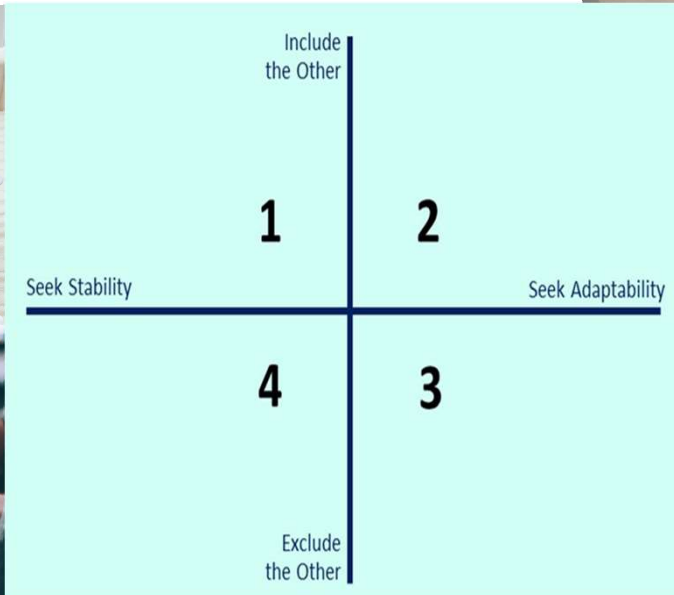 Include
the Other
1 2
Seek Stability
Seek Adaptability
4 3
Exclude
the Other